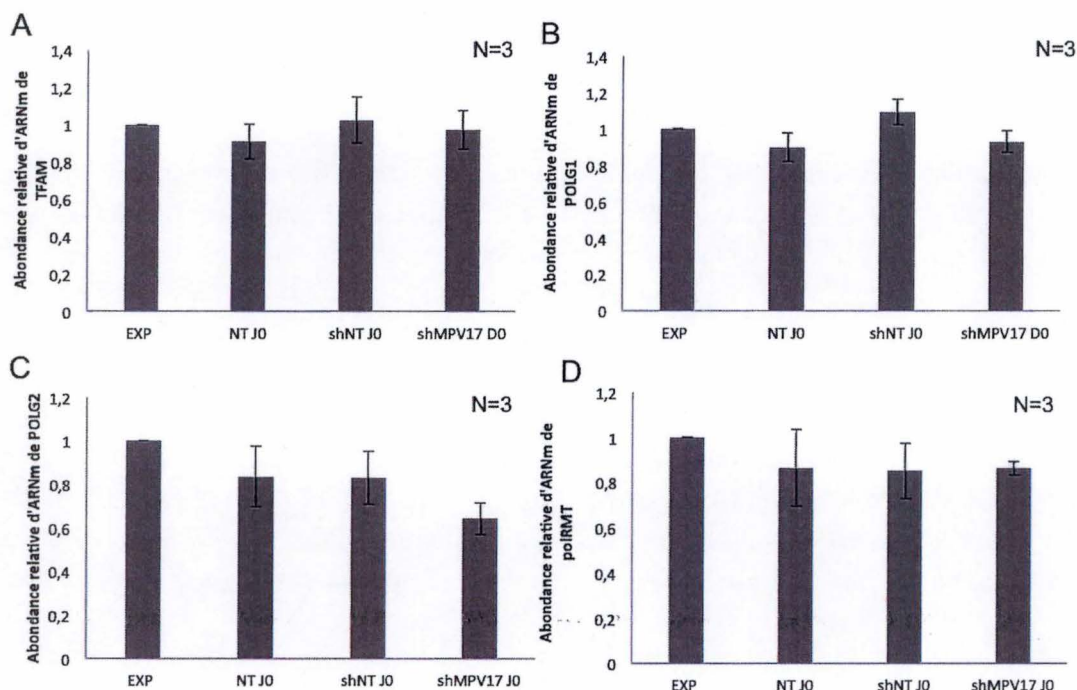 A
N=3
Abondance relative d'ARNm de
TFAM
1,4
1,2
1
0,8
0,6
0,4
0,2
0
EXP NT J0 shNT J0 shMPV17 D0
B
N=3
Abondance relative d'ARNm de
POLG1
1,4
1,2
1
0,8
0,6
0,4
0,2
0
EXP NT J0 shNT J0 shMPV17 D0
C
N=3
Abondance relative d'ARNm de POLG2
1,2
1
0,8
0,6
0,4
0,2
0
EXP NT J0 shNT J0 shMPV17 J0
D
N=3
Abondance relative d'ARNm de
polRMT
1,2
1
0,8
0,6
0,4
0,2
0
EXP NT J0 shNT J0 shMPV17 J0